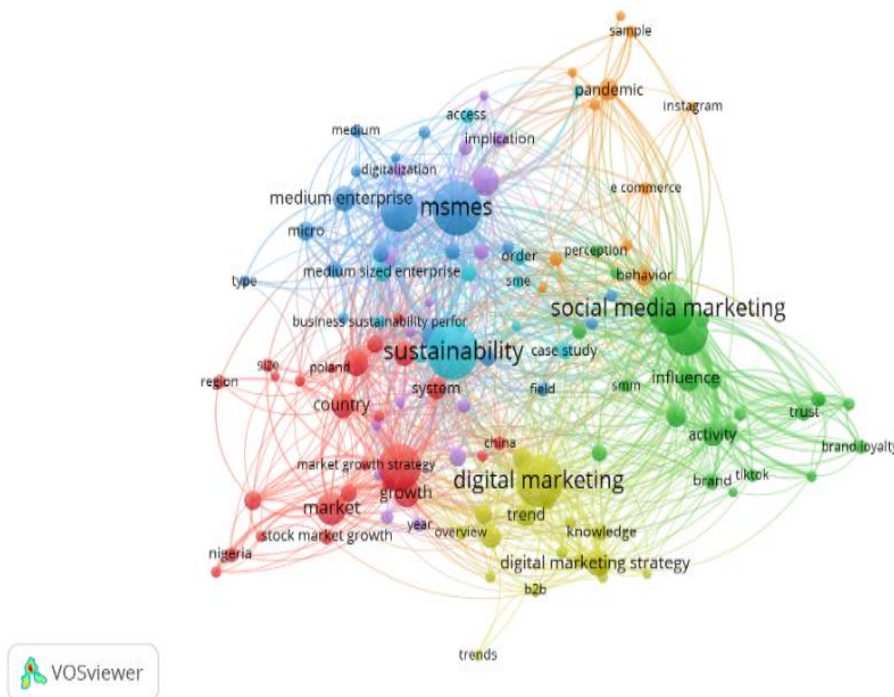 sample
pandemic
instagram
access
medium
implication
digitalization
e commerce
medium enterprise
msmes
micro
order
perception
type
medium sized enterprise
sme
behavior
social media marketing
business sustainability perfor
sustainability
case study
size
poland
region
system
field
smm
influence
country
trust
activity
china
brand loyalty
market growth strategy
digital marketing
brand
tiktok
growth
market
trend
year
overview
knowledge
stock market growth
nigeria
digital marketing strategy
b2b
trends
VOSviewer